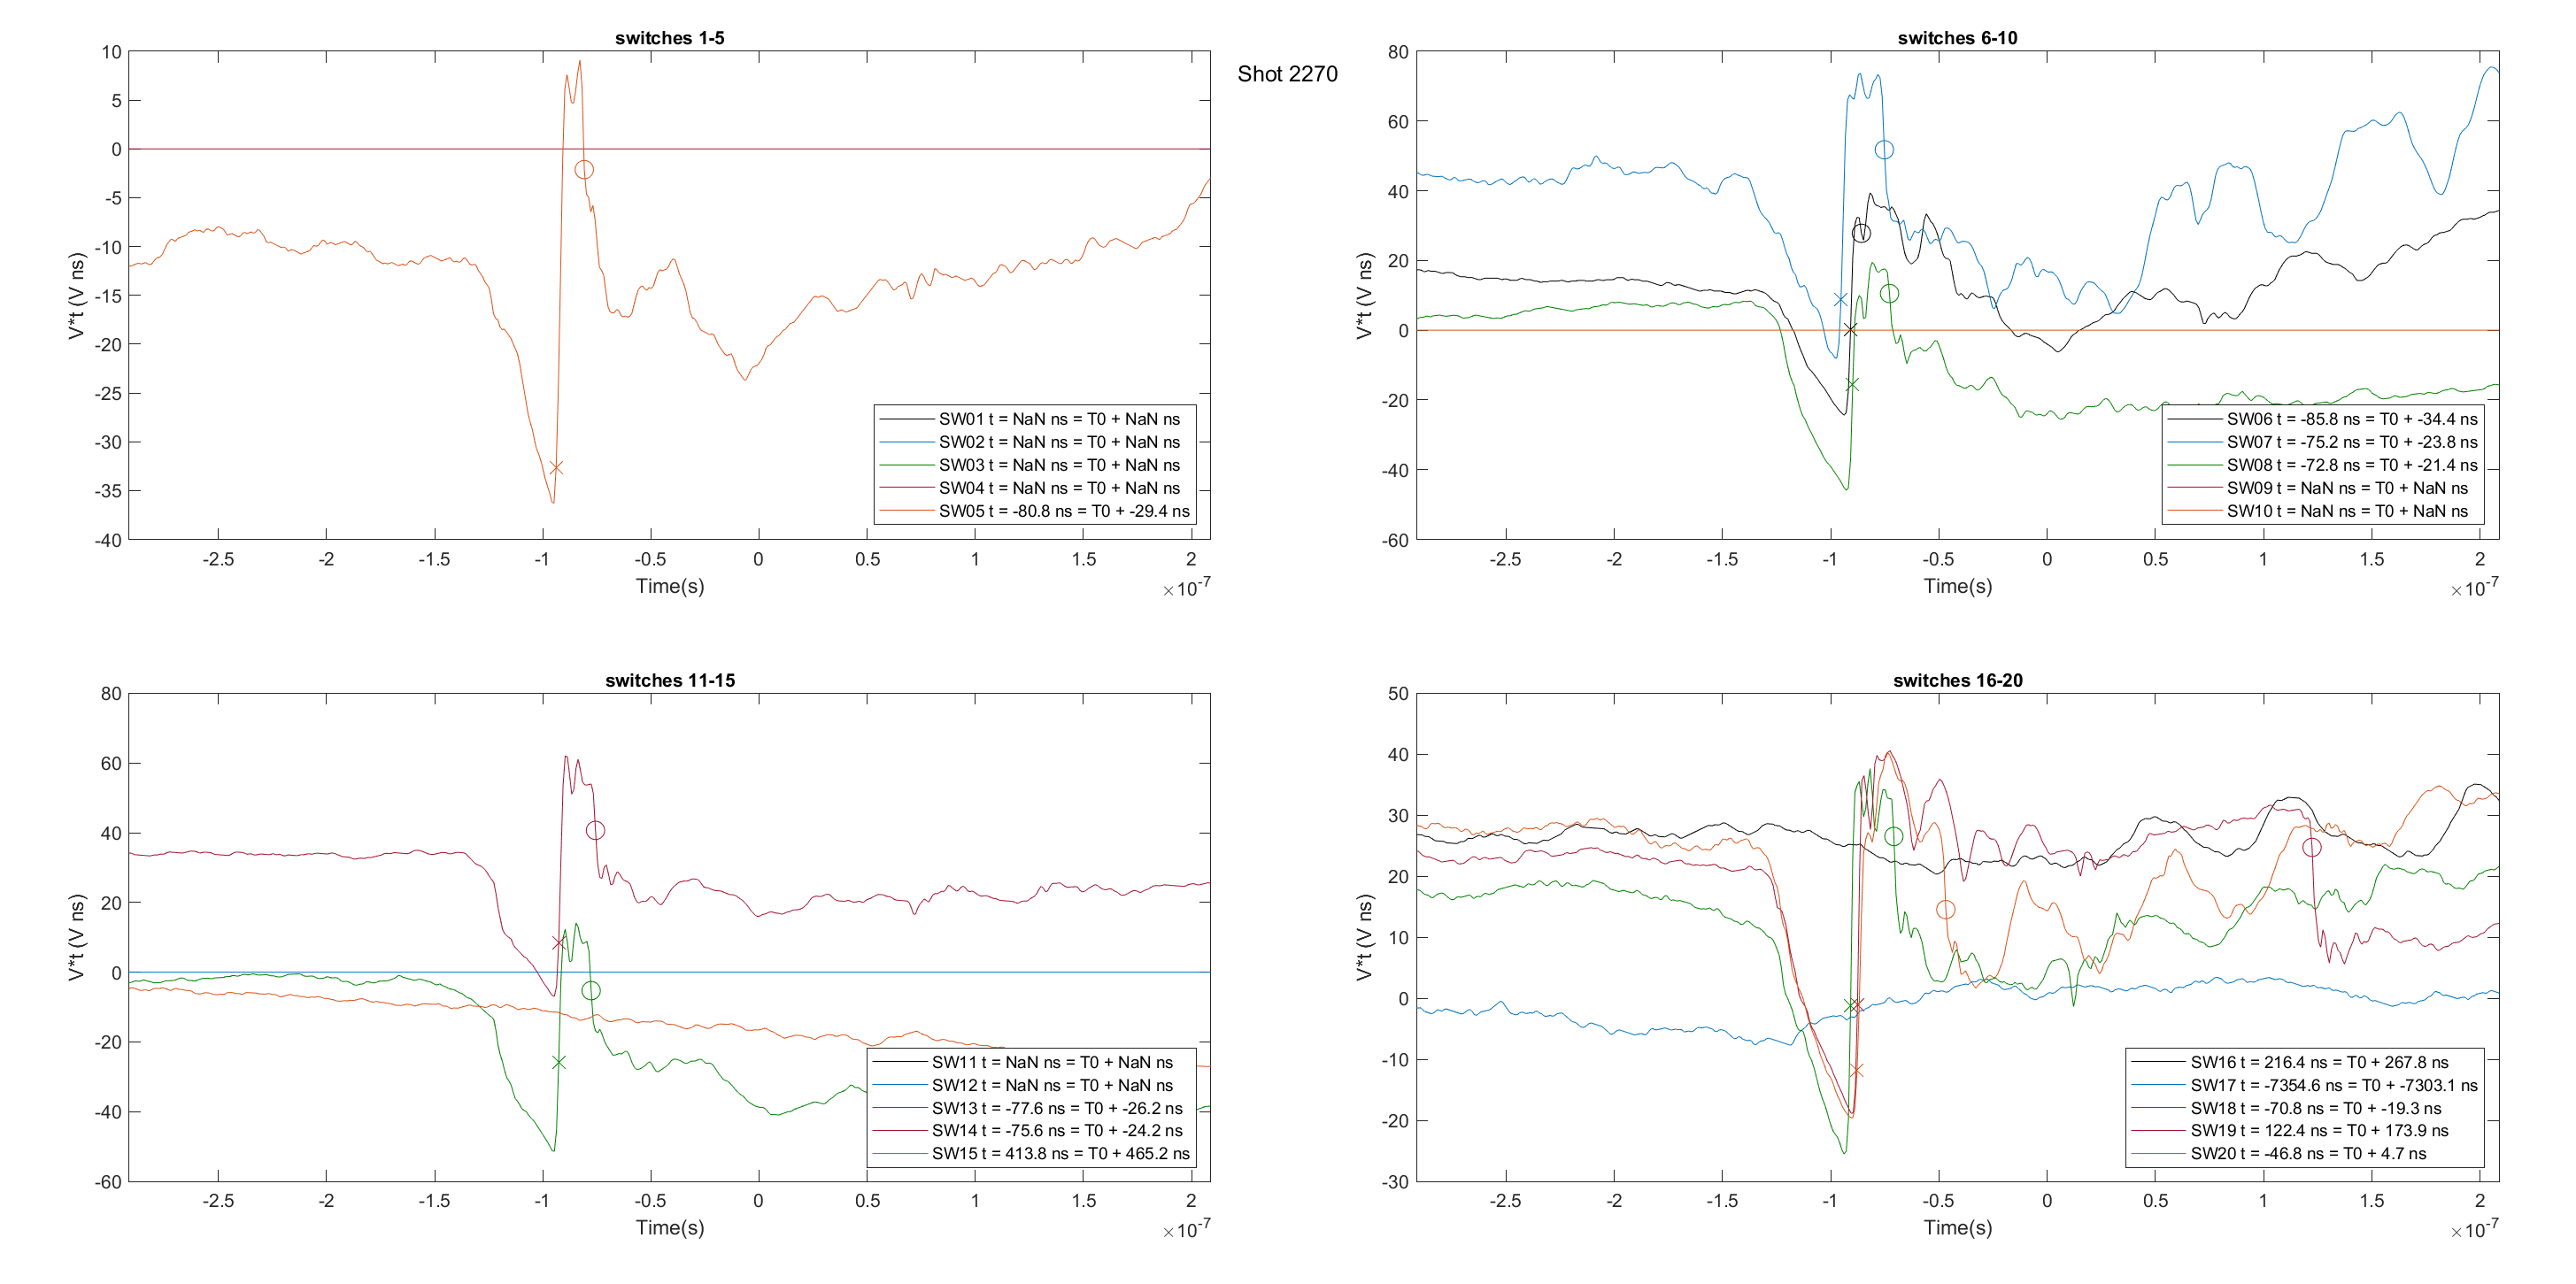 Shot 2270
switches 1-5
10
5
0
-5
-10
-15
-20
-25
-30
-35
-40
V*t (V ns)
-2.5 -2 -1.5 -1 -0.5 0 0.5 1 1.5 2
Time(s)
×10-7
SW01 t = NaN ns = T0 + NaN ns
SW02 t = NaN ns = T0 + NaN ns
SW03 t = NaN ns = T0 + NaN ns
SW04 t = NaN ns = T0 + NaN ns
SW05 t = -80.8 ns = T0 + -29.4 ns
switches 6-10
80
60
40
20
0
-20
-40
-60
V*t (V ns)
-2.5 -2 -1.5 -1 -0.5 0 0.5 1 1.5 2
Time(s)
×10-7
SW06 t = -85.8 ns = T0 + -34.4 ns
SW07 t = -75.2 ns = T0 + -23.8 ns
SW08 t = -72.8 ns = T0 + -21.4 ns
SW09 t = NaN ns = T0 + NaN ns
SW10 t = NaN ns = T0 + NaN ns
switches 11-15
80
60
40
20
0
-20
-40
-60
V*t (V ns)
-2.5 -2 -1.5 -1 -0.5 0 0.5 1 1.5 2
Time(s)
×10-7
SW11 t = NaN ns = T0 + NaN ns
SW12 t = NaN ns = T0 + NaN ns
SW13 t = -77.6 ns = T0 + -26.2 ns
SW14 t = -75.6 ns = T0 + -24.2 ns
SW15 t = 413.8 ns = T0 + 465.2 ns
switches 16-20
50
40
30
20
10
0
-10
-20
-30
V*t (V ns)
-2.5 -2 -1.5 -1 -0.5 0 0.5 1 1.5 2
Time(s)
×10-7
SW16 t = 216.4 ns = T0 + 267.8 ns
SW17 t = -7354.6 ns = T0 + -7303.1 ns
SW18 t = -70.8 ns = T0 + -19.3 ns
SW19 t = 122.4 ns = T0 + 173.9 ns
SW20 t = -46.8 ns = T0 + 4.7 ns